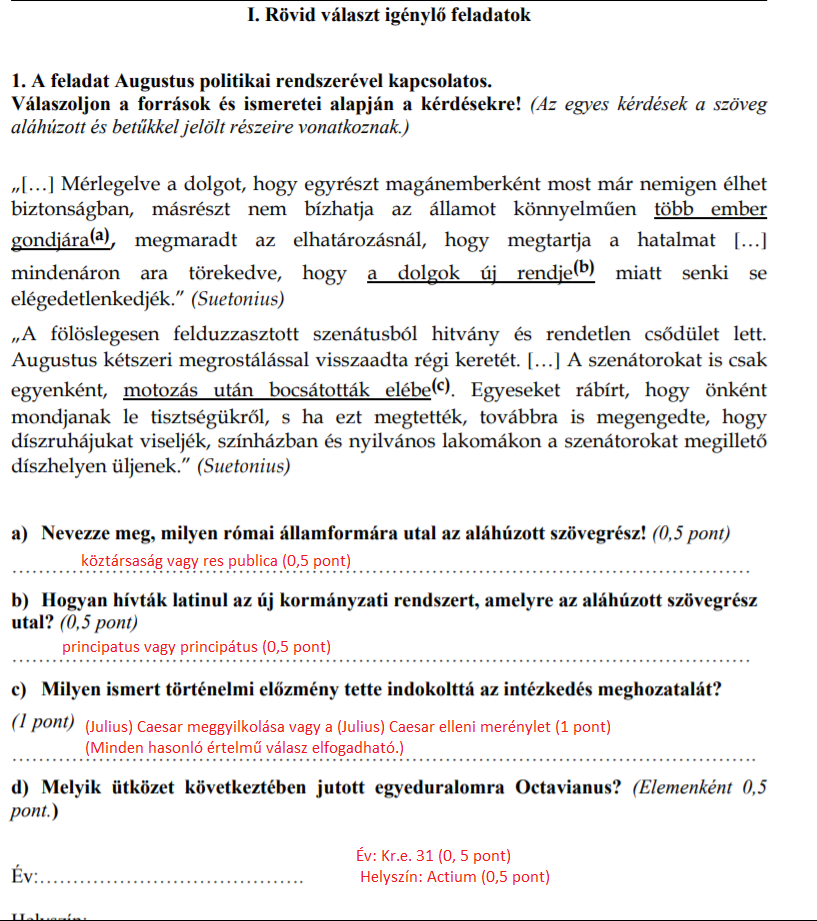 I. Rövid választ igénylő feladatok
1. A feladat Augustus politikai rendszerével kapcsolatos.
Válaszoljon a források és ismeretei alapján a kérdésekre! (Az egyes kérdések a szöveg
aláhúzott és betűkkel jelölt részeire vonatkoznak.)
„[…] Mérlegelve a dolgot, hogy egyrészt magánemberként most már nemigen élhet
biztonságban, másrészt nem bízhatja az államot könnyelműen több ember
gondjára(a), megmaradt az elhatározásnál, hogy megtartja a hatalmat […]
mindenáron ara törekedve, hogy a dolgok új rendje(b) miatt senki se
elégedetlenkedjék.” (Suetonius)
„A fölöslegesen felduzzasztott szenátusból hitvány és rendetlen csődület lett.
Augustus kétszeri megrostálással visszaadta régi keretét. […] A szenátorokat is csak
egyenként, motozás után bocsátották elébe(c). Egyeseket rábírt, hogy önként
mondjanak le tisztségükről, s ha ezt megtették, továbbra is megengedte, hogy
díszruhájukat viseljék, színházban és nyilvános lakomákon a szenátorokat megillető
díszhelyen üljenek.” (Suetonius)
a) Nevezze meg, milyen római államformára utal az aláhúzott szövegrész! (0,5 pont)
köztársaság vagy res publica (0,5 pont)
b) Hogyan hívták latinul az új kormányzati rendszert, amelyre az aláhúzott szövegrész
utal? (0,5 pont)
principatus vagy principátus (0,5 pont)
c) Milyen ismert történelmi előzmény tette indokolttá az intézkedés meghozatalát?
(1 pont) (Julius) Caesar meggyilkolása vagy a (Julius) Caesar elleni merénylet (1 pont)
(Minden hasonló értelmű válasz elfogadható.)
d) Melyik ütközet következtében jutott egyeduralomra Octavianus? (Elemenként 0,5
pont.)
Év: Kr.e. 31 (0, 5 pont)
Év:…………………………………. Helyszín: Actium (0,5 pont)
Helyszín: